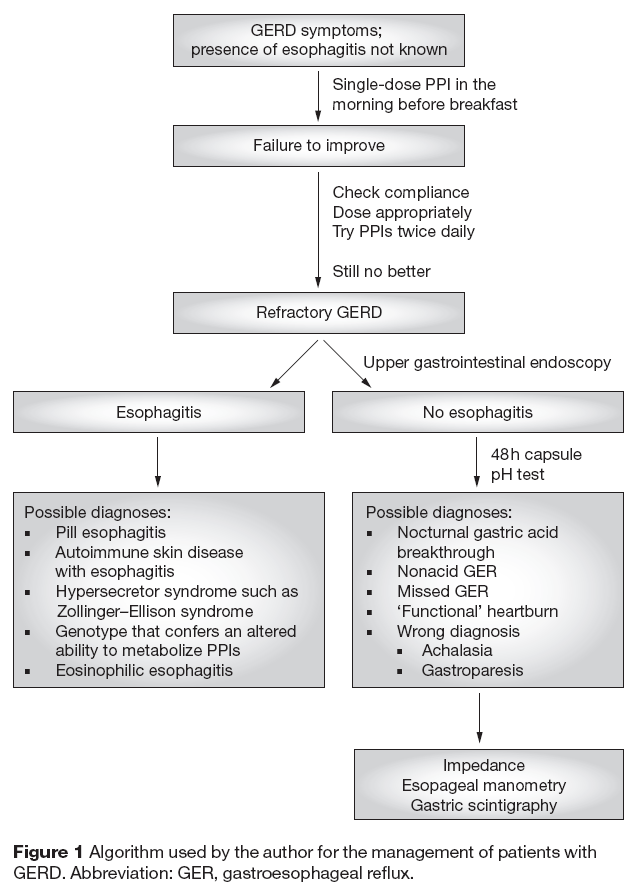 GERD symptoms;
presence of esophagitis not known
Single-dose PPI in the
morning before breakfast
Failure to improve
Check compliance
Dose appropriately
Try PPIs twice daily
Still no better
Refractory GERD
Upper gastrointestinal endoscopy
Esophagitis
No esophagitis
48h capsule
pH test
Possible diagnoses:
▪ Pill esophagitis
▪ Autoimmune skin disease
with esophagitis
▪ Hypersecretor syndrome such as
Zollinger–Ellison syndrome
▪ Genotype that confers an altered
ability to metabolize PPIs
▪ Eosinophilic esophagitis
Possible diagnoses:
▪ Nocturnal gastric acid
breakthrough
▪ Nonacid GER
▪ Missed GER
▪ ‘Functional’ heartburn
▪ Wrong diagnosis
▪ Achalasia
▪ Gastroparesis
Impedance
Esopageal manometry
Gastric scintigraphy
Figure 1 Algorithm used by the author for the management of patients with
GERD. Abbreviation: GER, gastroesophageal reflux.